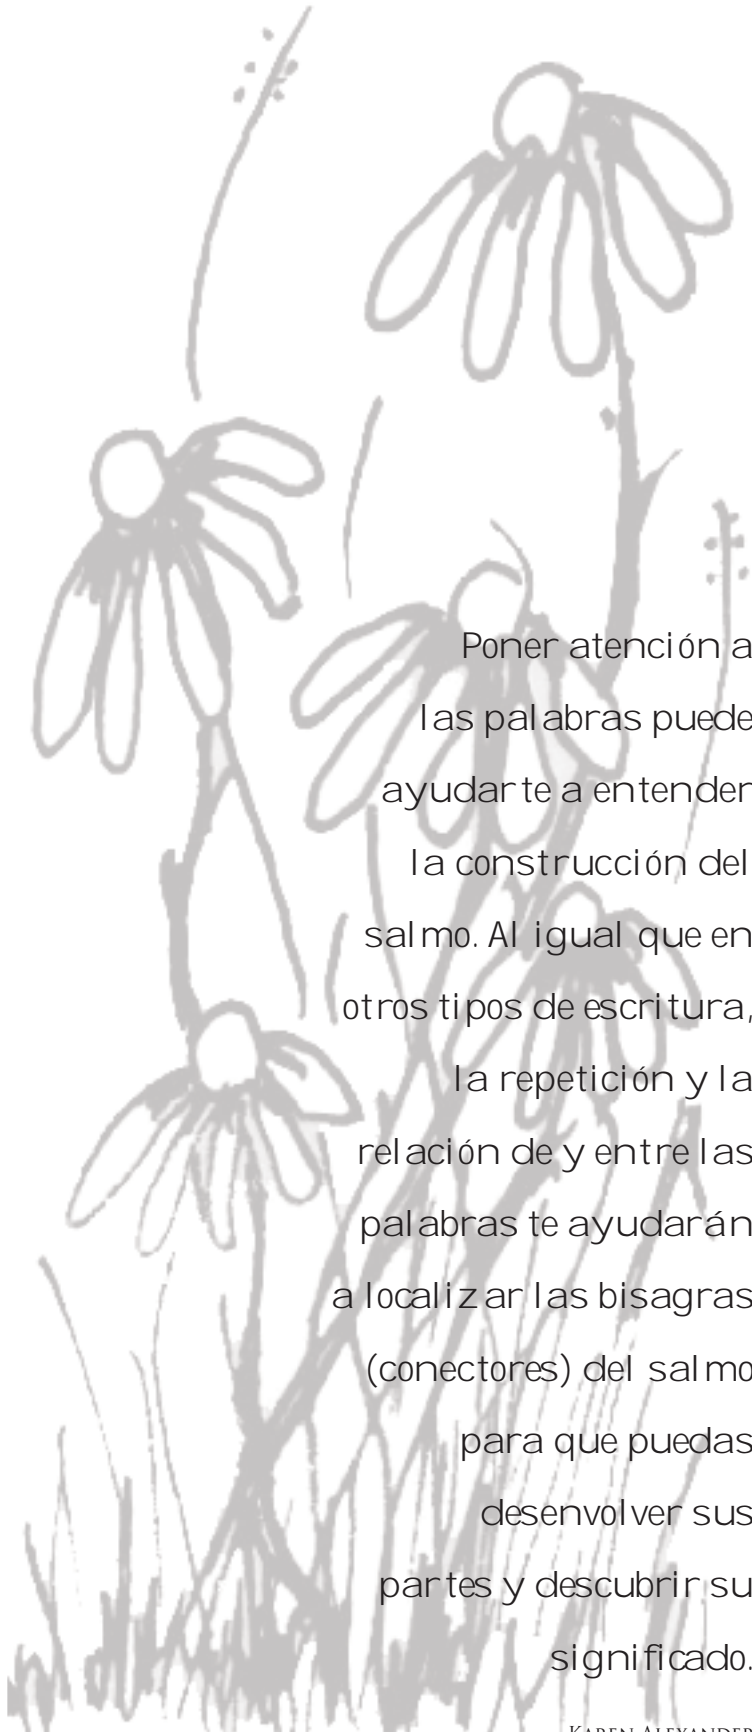 Poner atención a
las palabras puede
ayudarte a entender
la construcción del
salmo. Al igual que en
otros tipos de escritura,
la repetición y la
relación de y entre las
palabras te ayudarán
a localizar las bisagras
(conectores) del salmo
para que puedas
desenvolver sus
partes y descubrir su
significado.
KAREN ALEXANDER